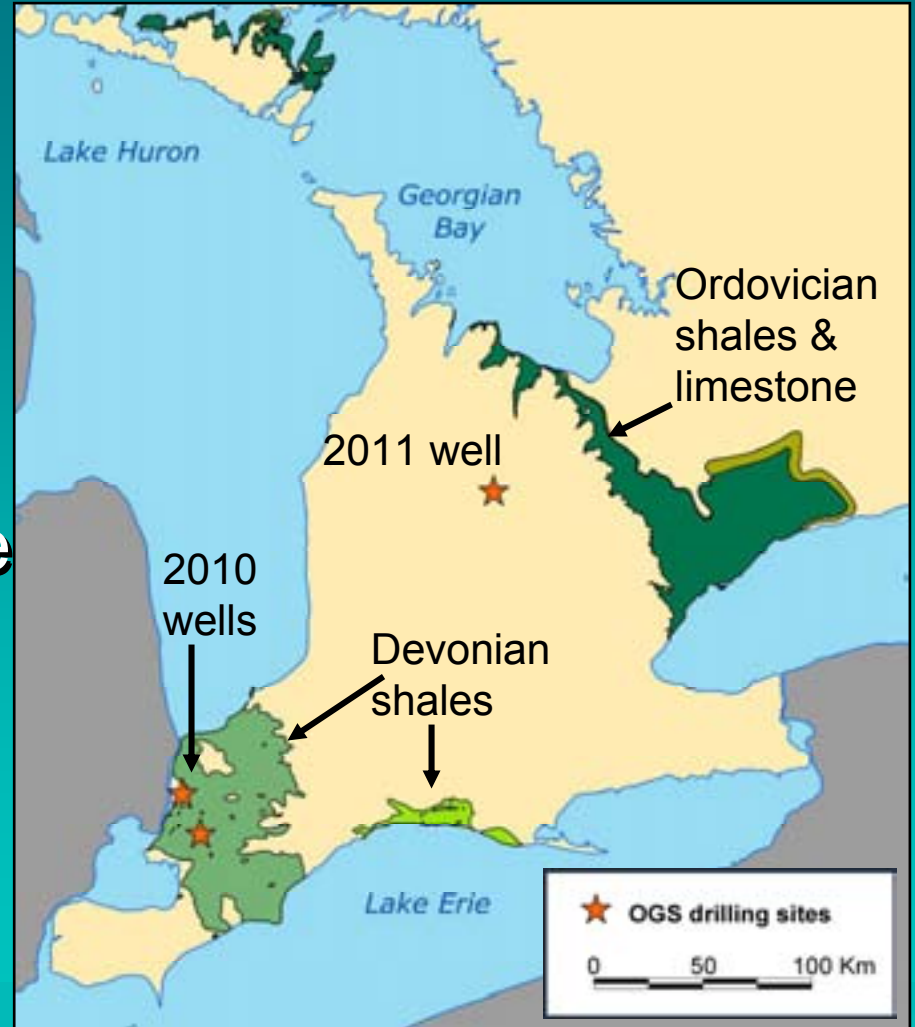 Lake Huron
Georgian
Bay
Ordovician
shales &
limestone
2011 well
e
2010
wells
Devonian
shales
Lake Erie
OGS drilling sites
0 50 100 Km